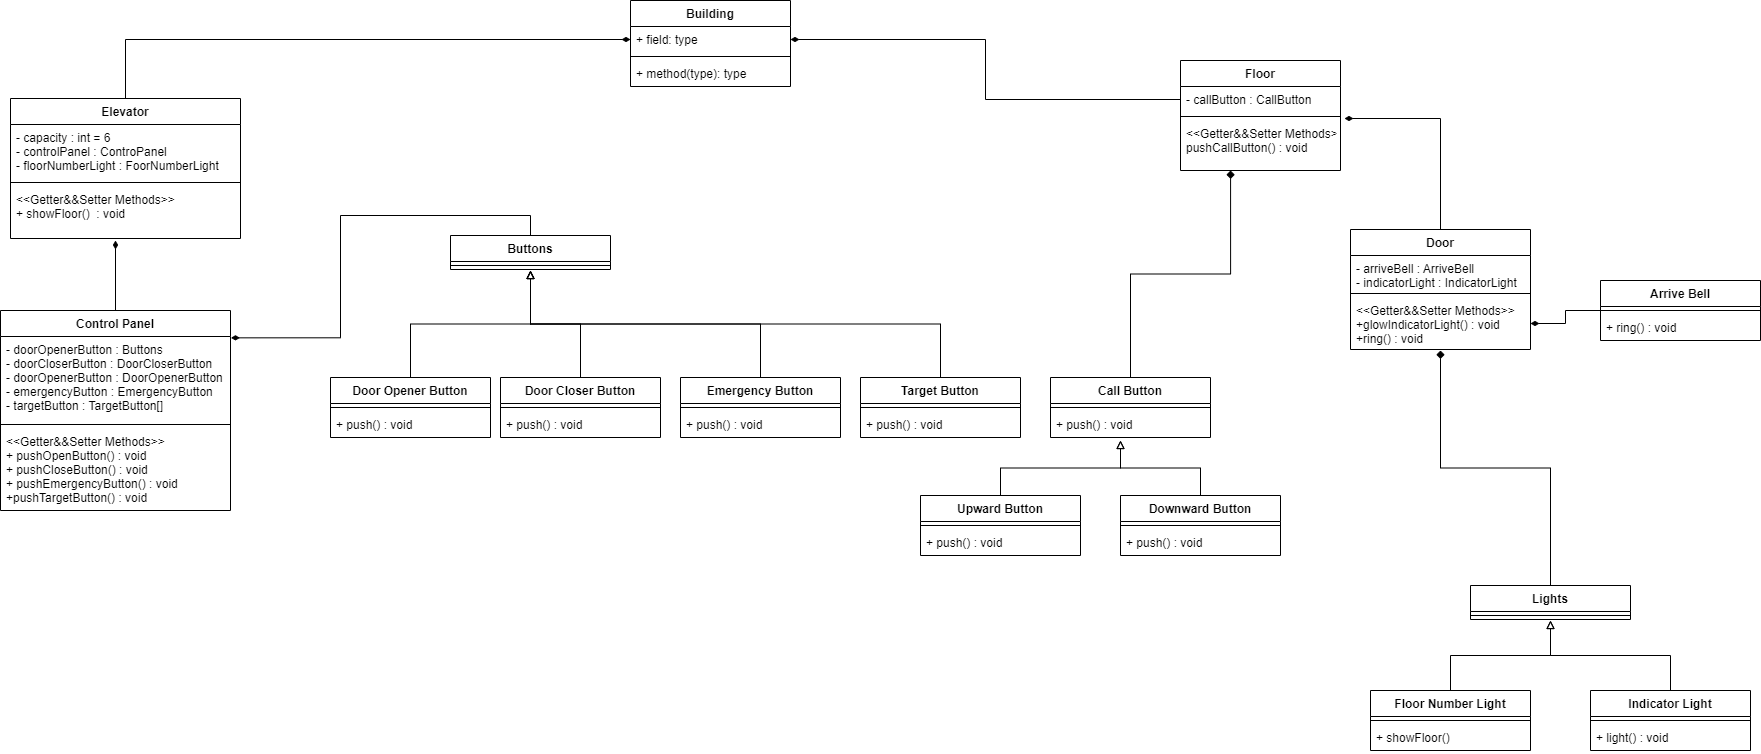 Building
+ field: type
+ method(type): type
Floor
- callButton : CallButton
<<Getter&&Setter Methods>
pushCallButton() : void
Elevator
- capacity : int = 6
- controlPanel : ControPanel
- floorNumberLight : FoorNumberLight
<<Getter&&Setter Methods>>
+ showFloor()  : void
Buttons
Door
- arriveBell : ArriveBell
- indicatorLight : IndicatorLight
<<Getter&&Setter Methods>>
+glowIndicatorLight() : void
+ring() : void
Arrive Bell
+ ring() : void
Control Panel
- doorOpenerButton : Buttons
- doorCloserButton : DoorCloserButton
- doorOpenerButton : DoorOpenerButton
- emergencyButton : EmergencyButton
- targetButton : TargetButton[]
<<Getter&&Setter Methods>>
+ pushOpenButton() : void
+ pushCloseButton() : void
+ pushEmergencyButton() : void
+pushTargetButton() : void
Door Opener Button
+ push() : void
Door Closer Button
+ push() : void
Emergency Button
+ push() : void
Target Button
+ push() : void
Call Button
+ push() : void
Upward Button
+ push() : void
Downward Button
+ push() : void
Lights
Floor Number Light
+ showFloor()
Indicator Light
+ light() : void